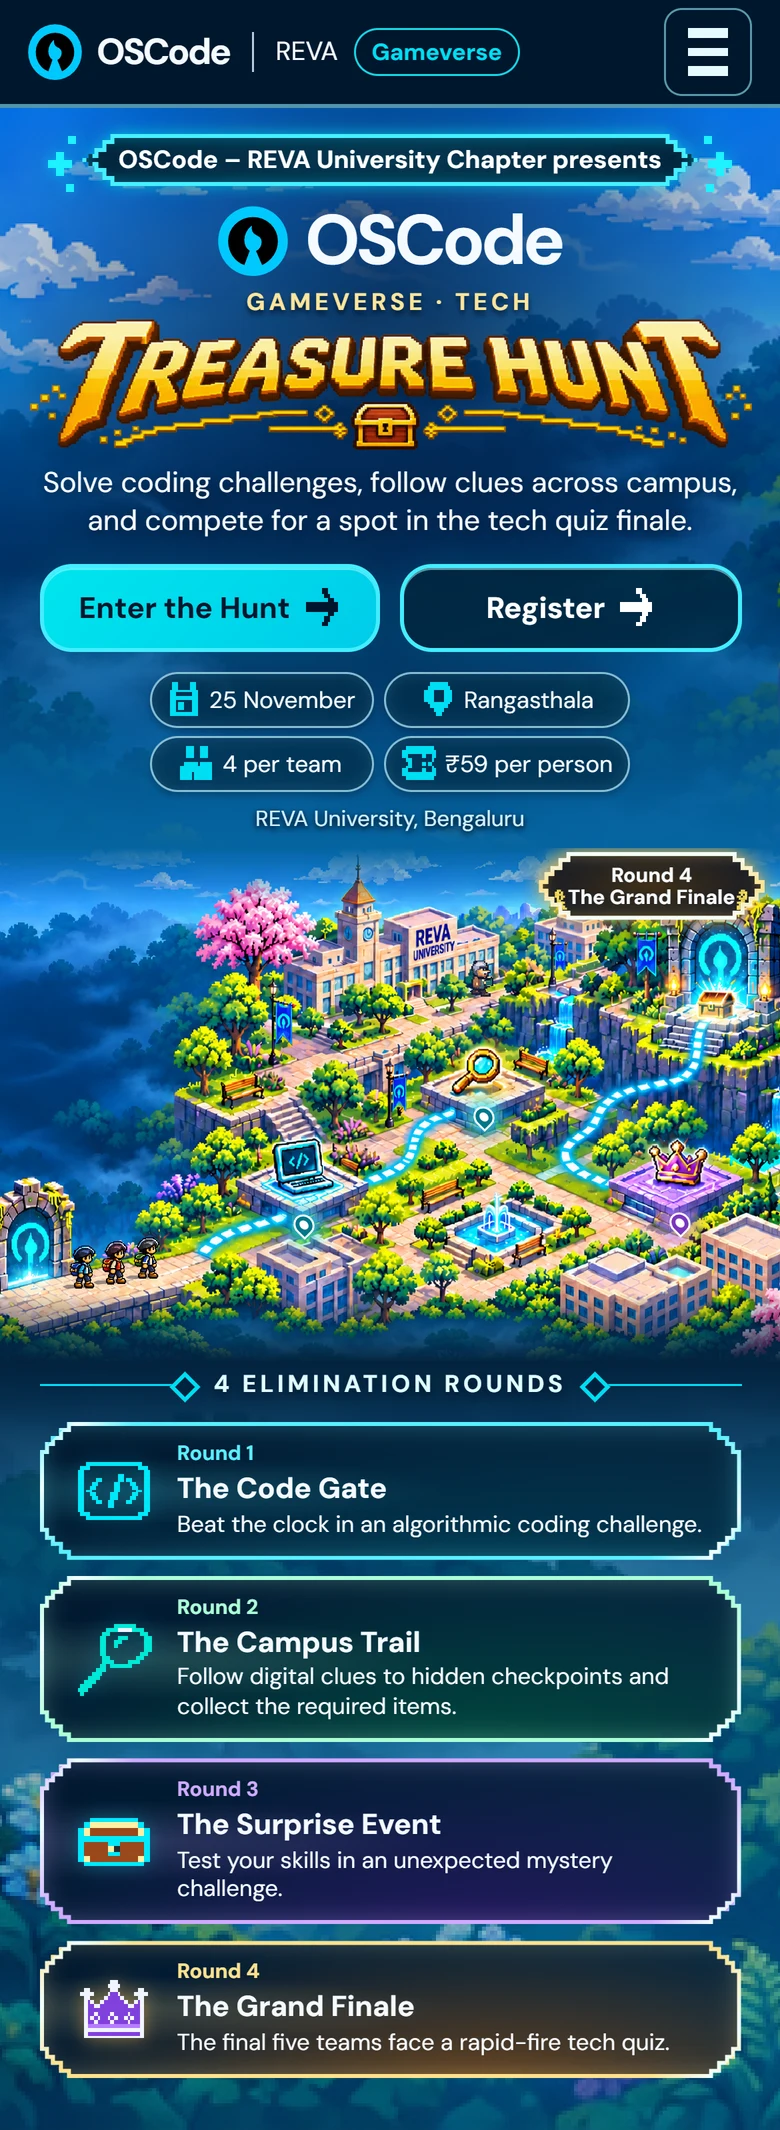 OSCode | REVA Gameverse
OSCode – REVA University Chapter presents
OSCode
GAMEVERSE · TECH
TREASURE HUNT
Solve coding challenges, follow clues across campus,
and compete for a spot in the tech quiz finale.
Enter the Hunt
Register
25 November
Rangasthala
4 per team
₹59 per person
REVA University, Bengaluru
Round 4
The Grand Finale
REVA
UNIVERSITY
</>
4 ELIMINATION ROUNDS
</>
Round 1
The Code Gate
Beat the clock in an algorithmic coding challenge.
Round 2
The Campus Trail
Follow digital clues to hidden checkpoints and
collect the required items.
Round 3
The Surprise Event
Test your skills in an unexpected mystery
challenge.
Round 4
The Grand Finale
The final five teams face a rapid-fire tech quiz.